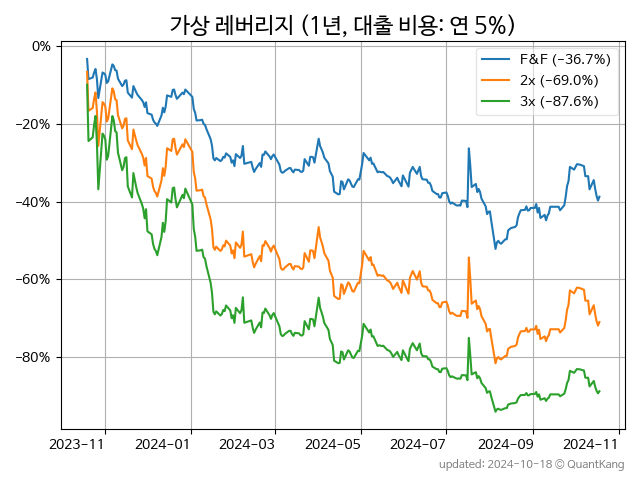 가상 레버리지 (1년, 대출 비용: 연 5%)
F&F (−36.7%)
2x (−69.0%)
3x (−87.6%)
0%
−20%
−40%
−60%
−80%
2023-11
2024-01
2024-03
2024-05
2024-07
2024-09
2024-11
updated: 2024-10-18 © QuantKang